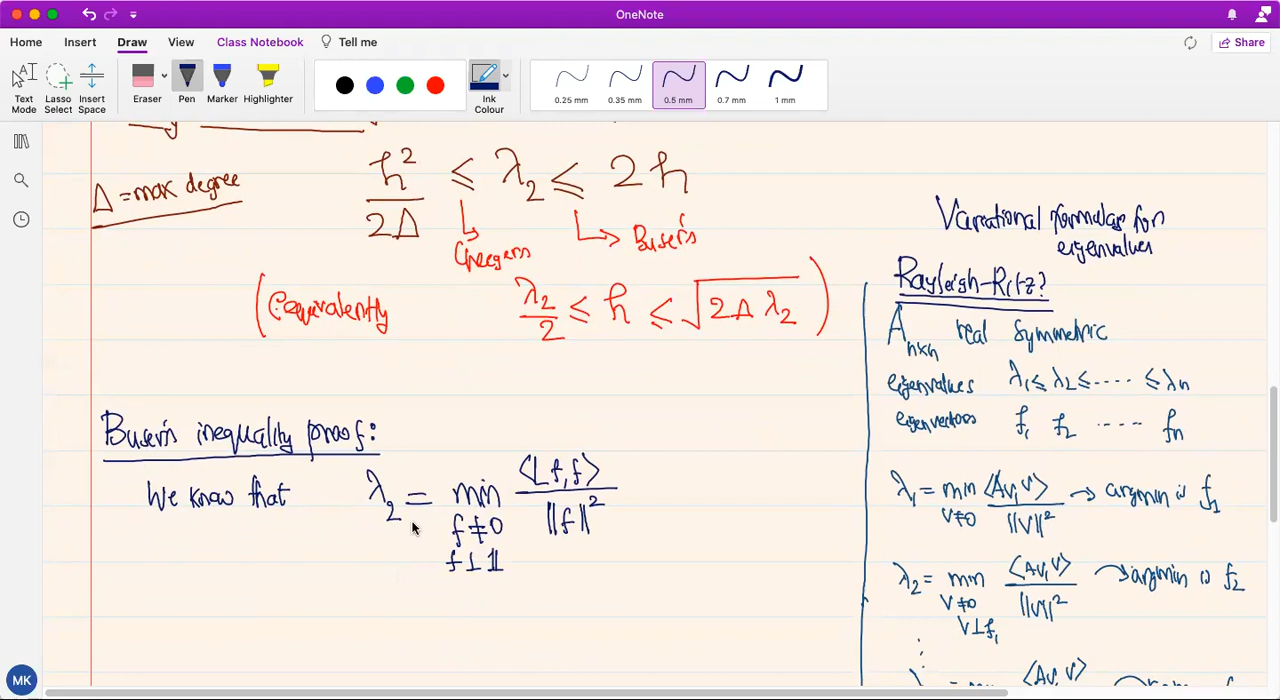 OneNote
Home Insert Draw View Class Notebook Tell me
Share
Text Mode
Lasso Select
Insert Space
Eraser
Pen
Marker
Highlighter
Ink Colour
0.25 mm
0.35 mm
0.5 mm
0.7 mm
1 mm
Δ = max degree
h²/2Δ ≤ λ₂ ≤ 2h
Cheegers
Buser's
(equivalently λ₂/2 ≤ h ≤ √(2Δλ₂))
Buser's inequality proof:
We know that λ₂ = min ⟨Lf,f⟩/‖f‖²
f≠0
f⊥𝟙
Variational formulas for
eigenvalues
Rayleigh-Ritz?
A n×n real symmetric
eigenvalues λ₁ ≤ λ₂ ≤ ---- ≤ λn
eigenvectors f₁ f₂ ---- fn
λ₁ = min ⟨Av,v⟩/‖v‖² → argmin is f₁
v≠0
λ₂ = min ⟨Av,v⟩/‖v‖² → argmin is f₂
v≠0
v⊥f₁
⋮
⟨Av,v⟩
MK